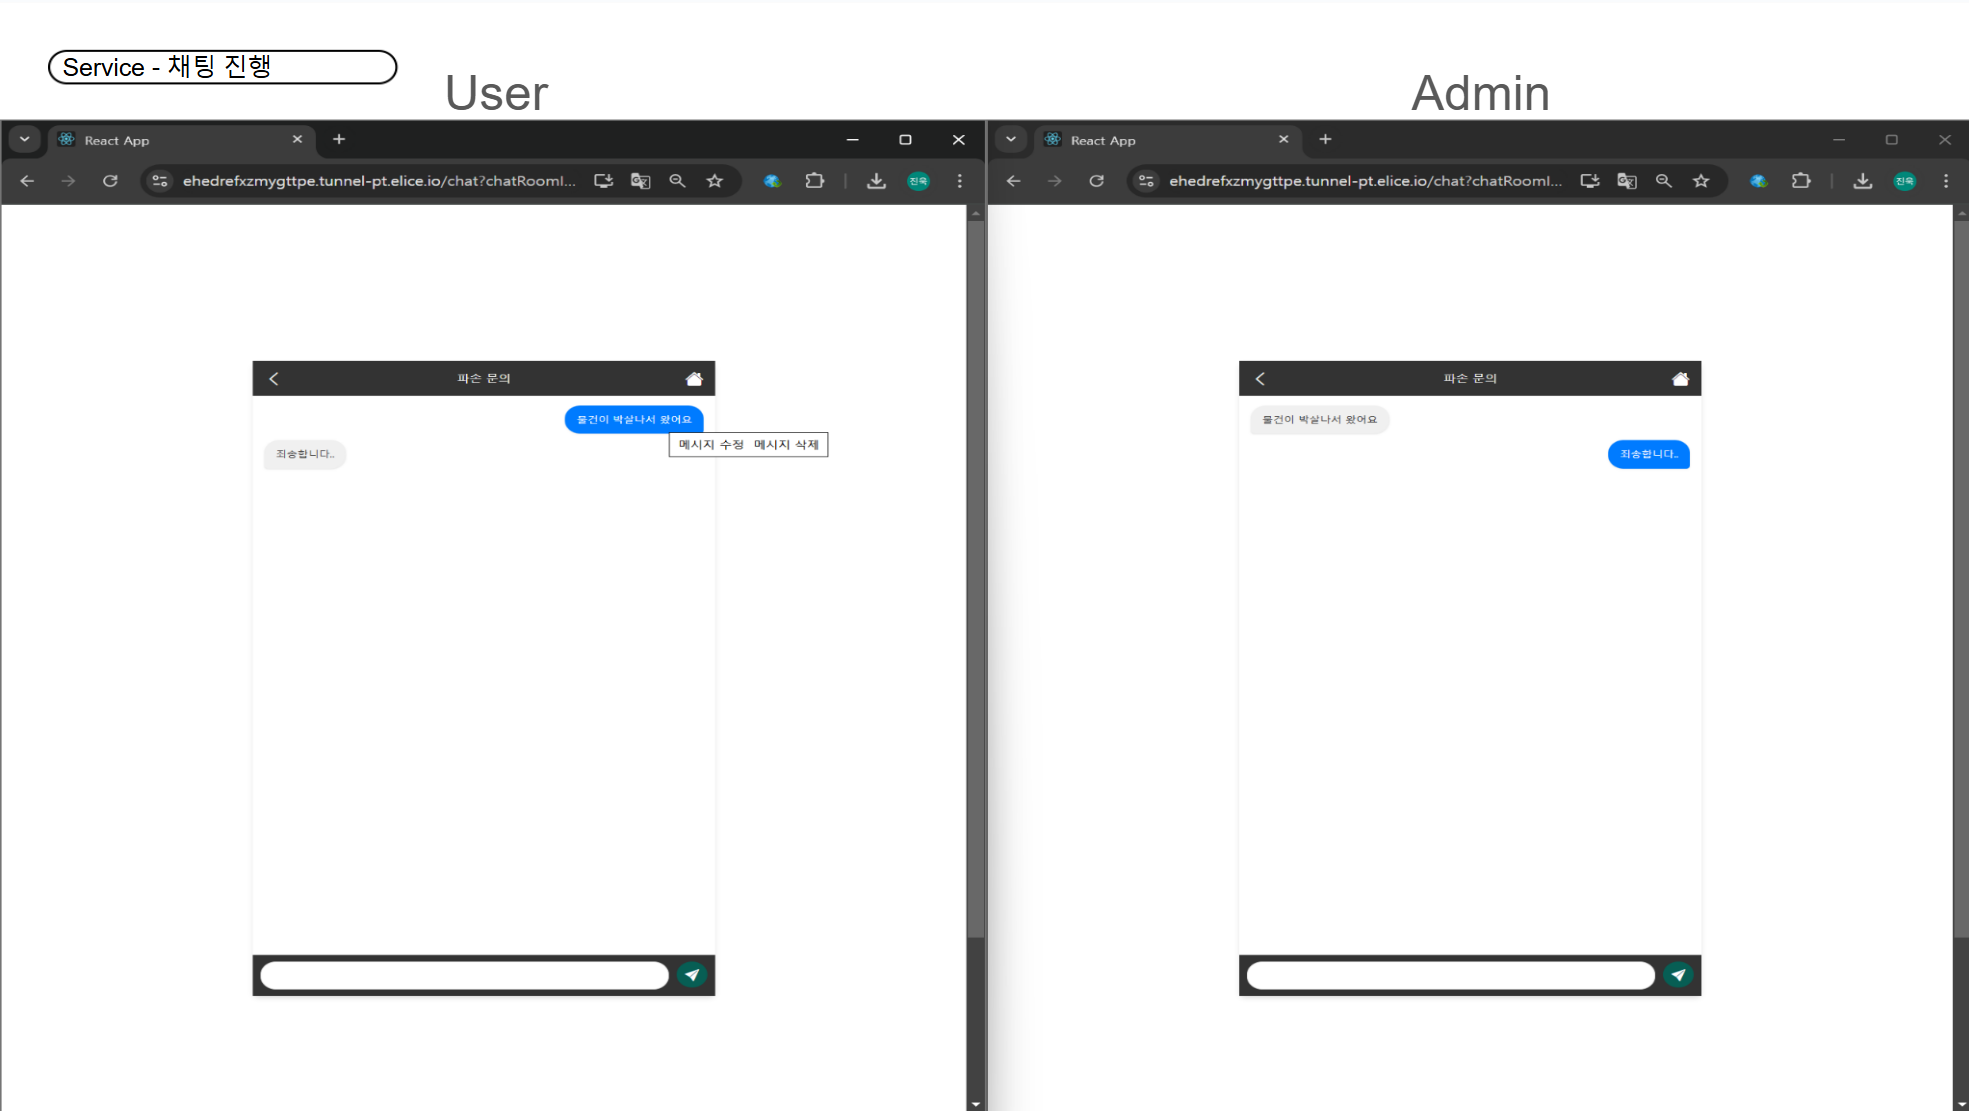 Service - 채팅 진행
User
Admin
React App
ehedrefxzmygttpe.tunnel-pt.elice.io/chat?chatRoomI...
진욱
파손 문의
물건이 박살나서 왔어요
메시지 수정 메시지 삭제
죄송합니다..
React App
ehedrefxzmygttpe.tunnel-pt.elice.io/chat?chatRoomI...
진욱
파손 문의
물건이 박살나서 왔어요
죄송합니다..